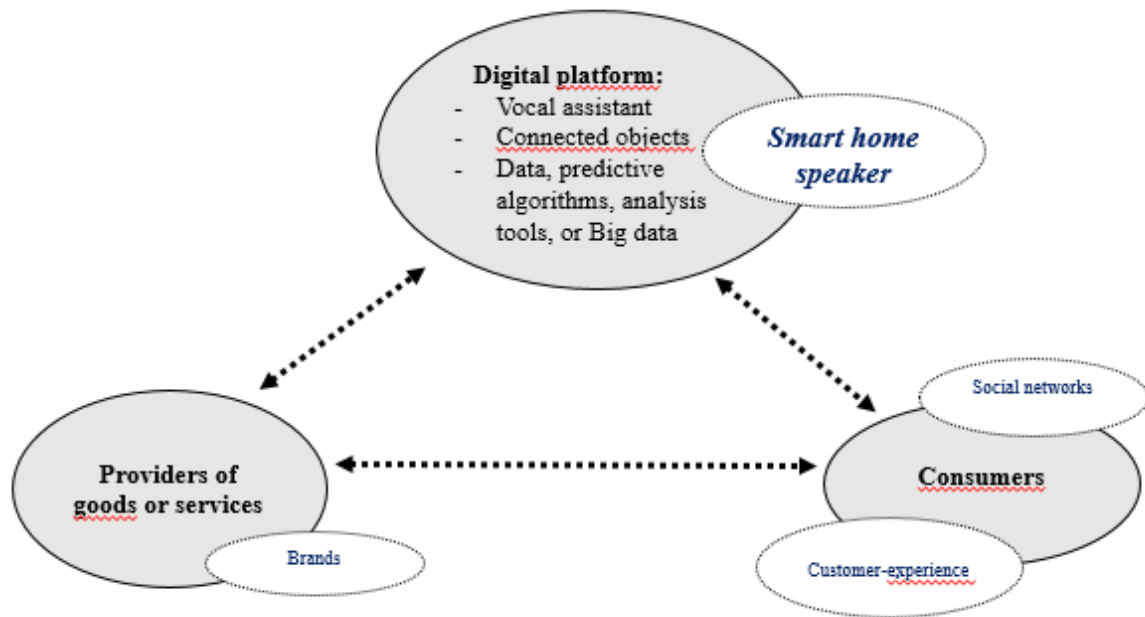 Digital platform:
- Vocal assistant
- Connected objects
- Data, predictive
algorithms, analysis
tools, or Big data
Smart home
speaker
Social networks
Providers of
goods or services
Consumers
Brands
Customer-experience